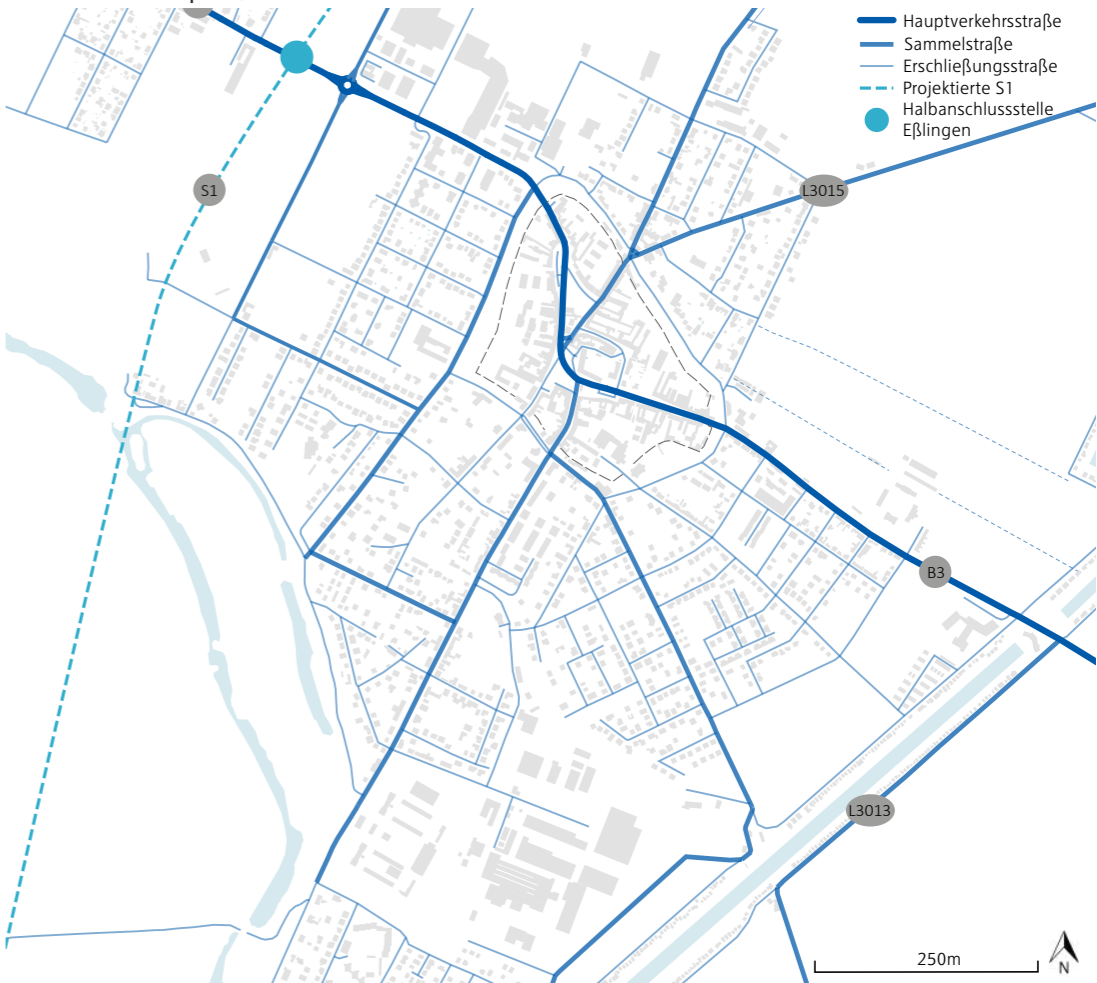 Hauptverkehrsstraße
Sammelstraße
Erschließungsstraße
Projektierte S1
Halbanschlussstelle
Eßlingen
S1
L3015
B3
L3013
250m
N